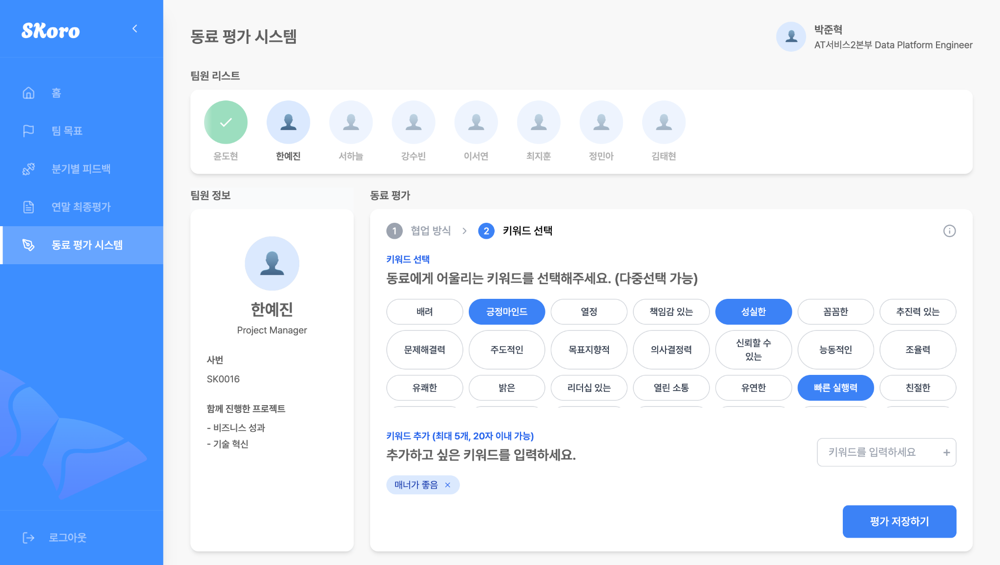 SKoro
홈
팀 목표
분기별 피드백
연말 최종평가
동료 평가 시스템
로그아웃
동료 평가 시스템
박준혁
AT서비스2본부 Data Platform Engineer
팀원 리스트
윤도현
한예진
서하늘
강수빈
이서연
최지훈
정민아
김태현
팀원 정보
한예진
Project Manager
사번
SK0016
함께 진행한 프로젝트
- 비즈니스 성과
- 기술 혁신
동료 평가
1 협업 방식 > 2 키워드 선택
키워드 선택
동료에게 어울리는 키워드를 선택해주세요. (다중선택 가능)
배려
긍정마인드
열정
책임감 있는
성실한
꼼꼼한
추진력 있는
문제해결력
주도적인
목표지향적
의사결정력
신뢰할 수
있는
능동적인
조율력
유쾌한
밝은
리더십 있는
열린 소통
유연한
빠른 실행력
친절한
키워드 추가 (최대 5개, 20자 이내 가능)
추가하고 싶은 키워드를 입력하세요.
키워드를 입력하세요 +
매너가 좋음 ×
평가 저장하기